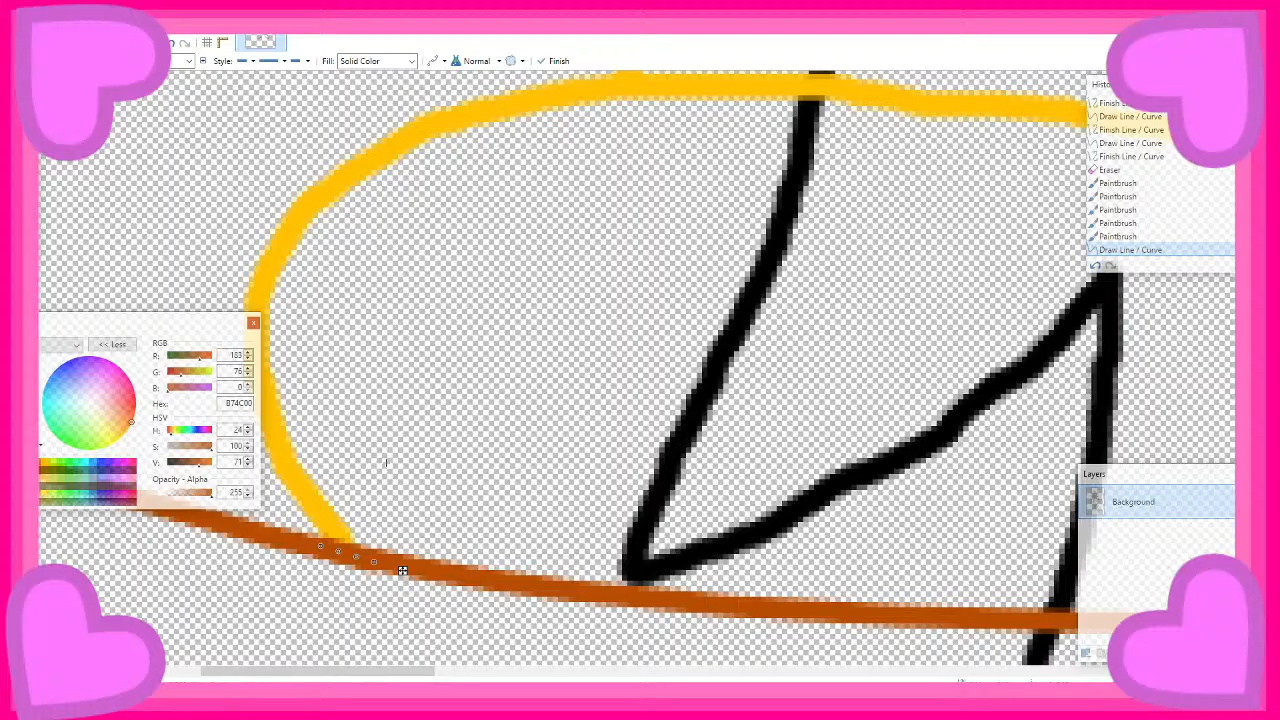 Style:
Fill: Solid Color
Normal
Finish
Finish L
Draw Line / Curve
Finish Line / Curve
Draw Line / Curve
Finish Line / Curve
Eraser
Paintbrush
Paintbrush
Paintbrush
Paintbrush
Paintbrush
Draw Line / Curve
<< Less
RGB
R: 183
G: 76
B: 0
Hex: B74C00
HSV
H: 24
S: 100
V: 71
Opacity - Alpha
255
Layers
Background